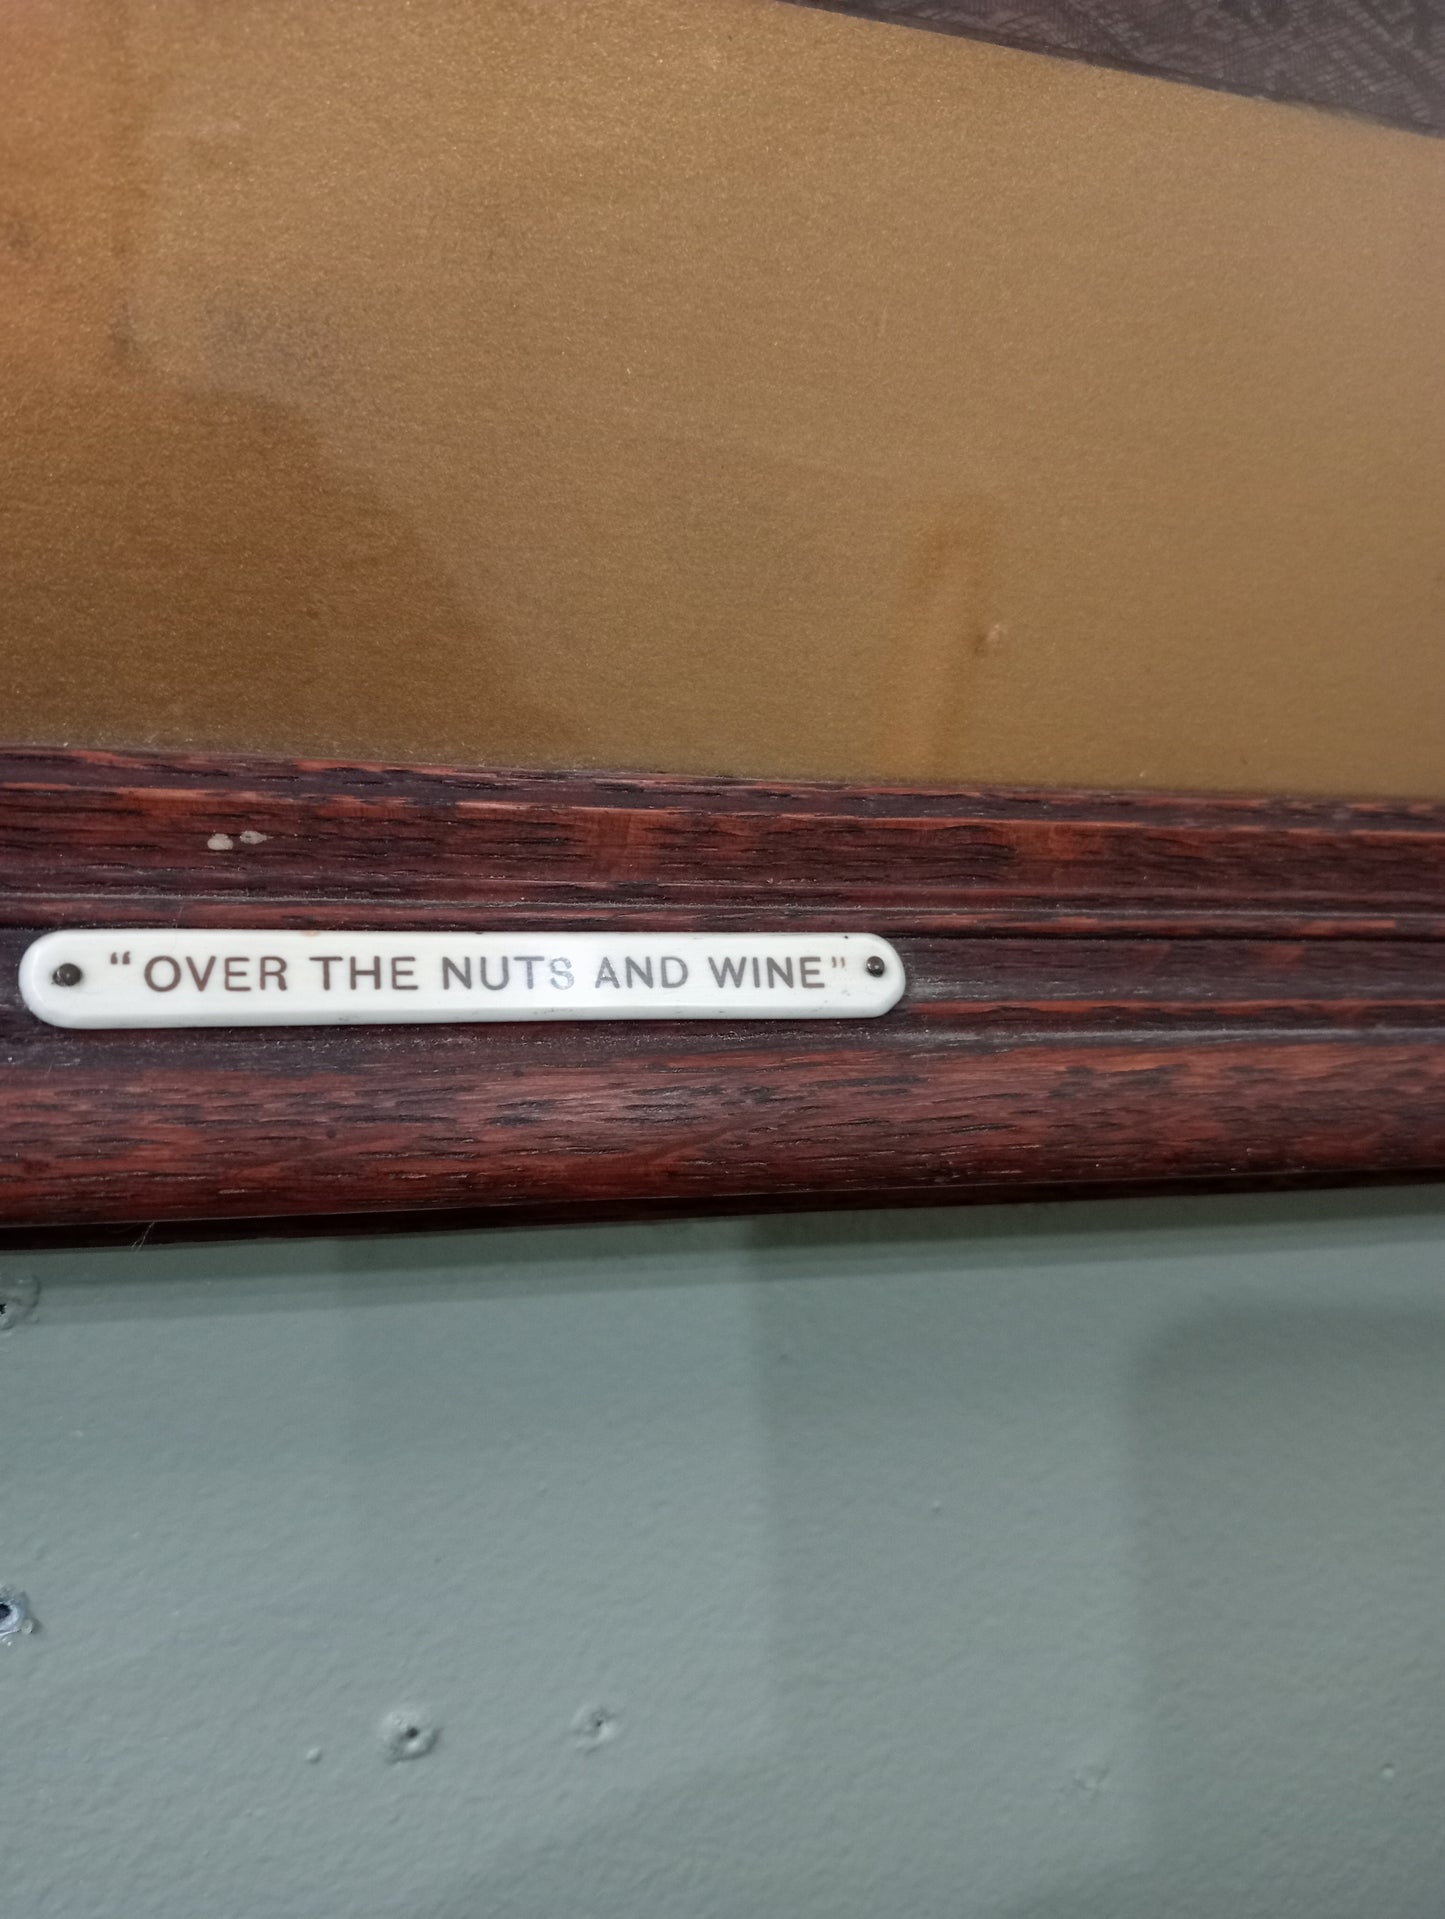 “OVER THE NUTS AND WINE”